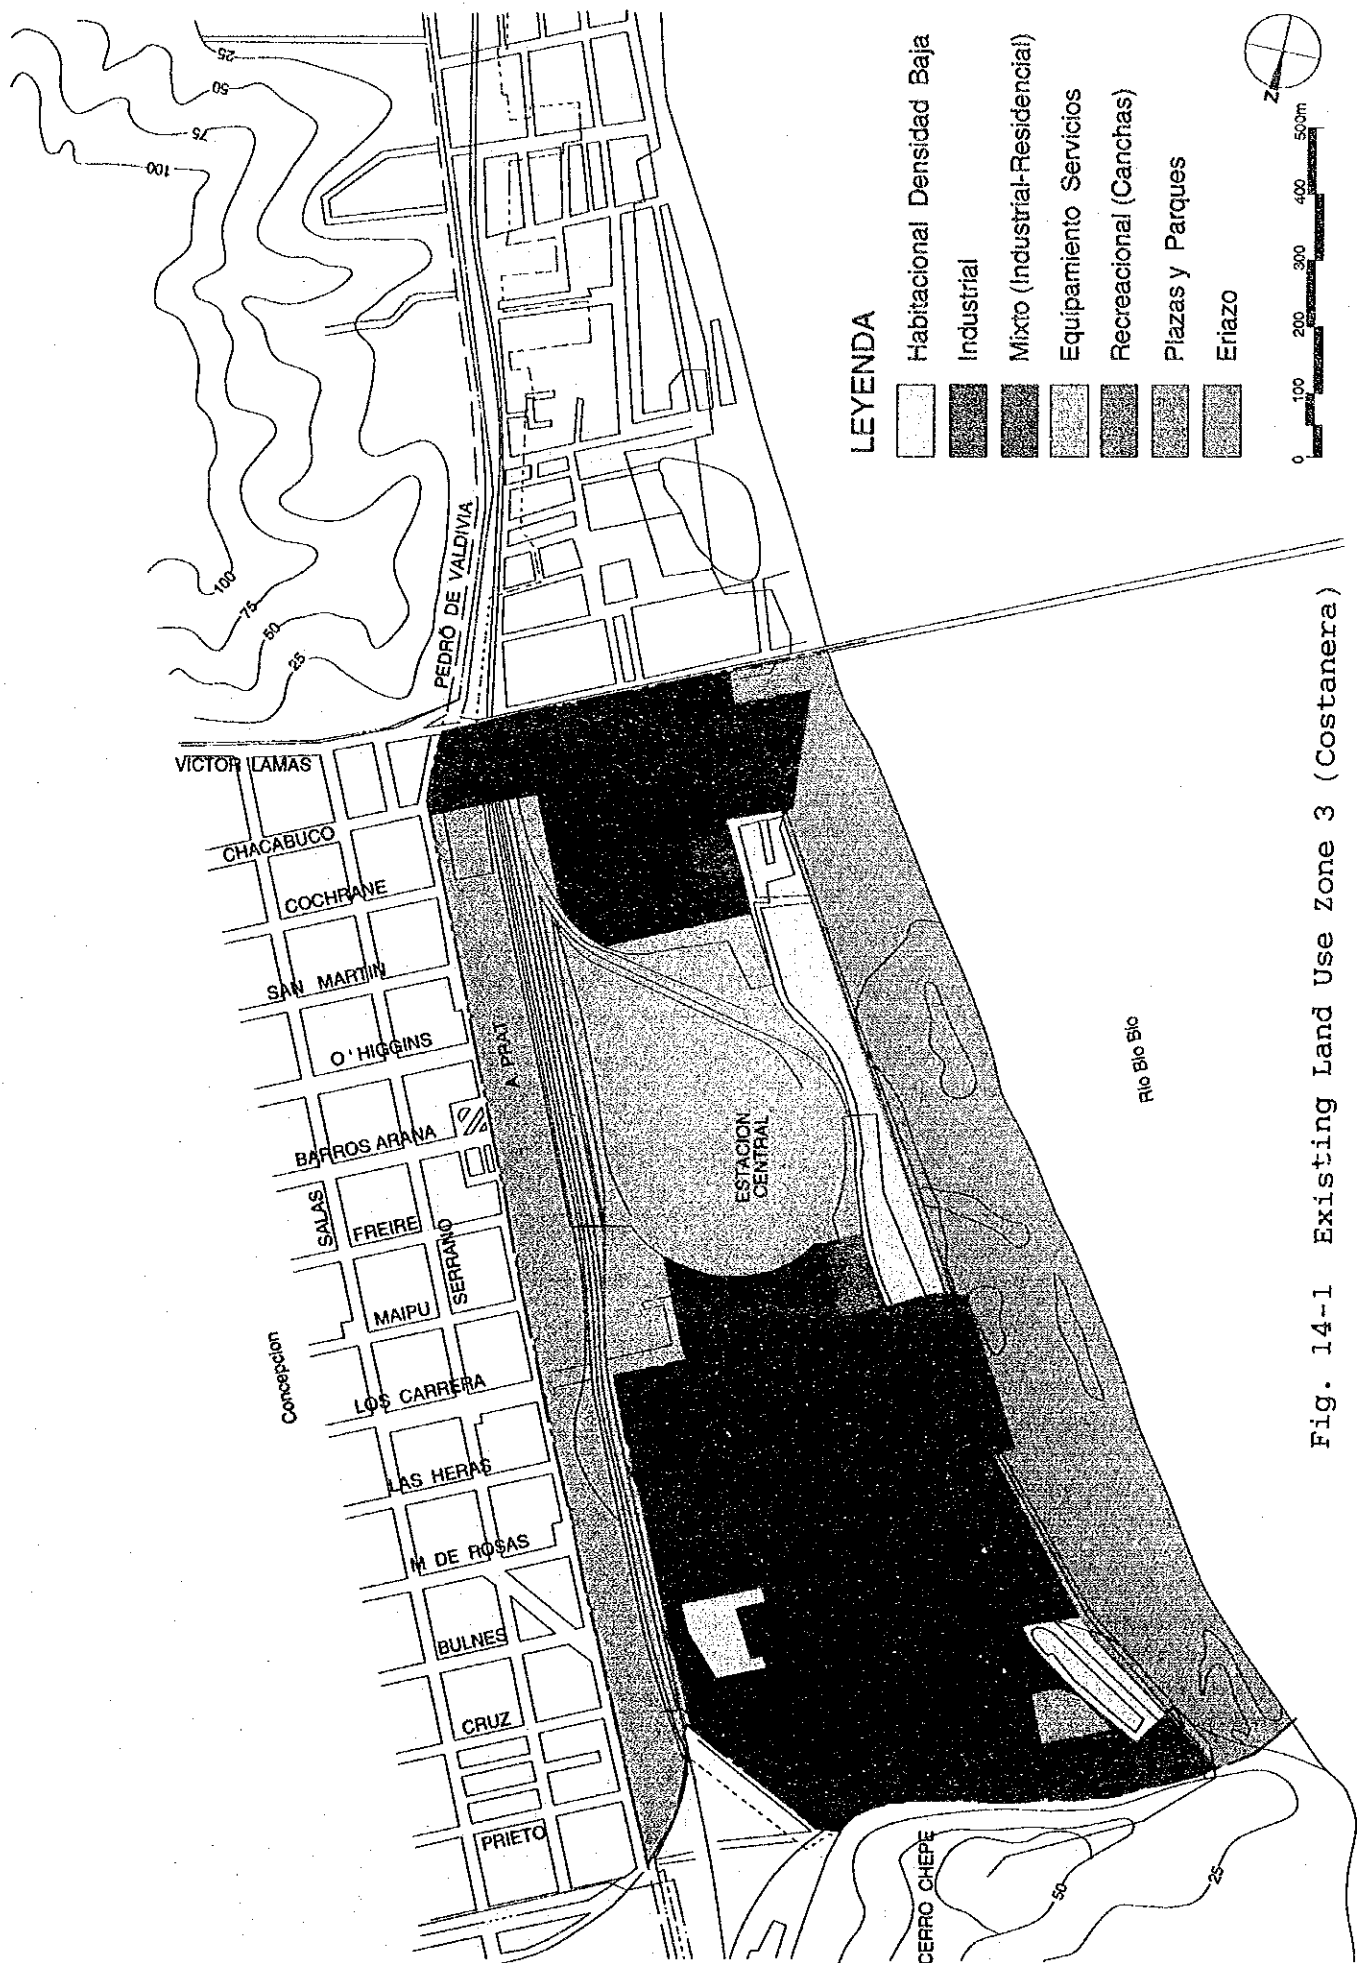 25
50
75
100
100
75
50
25
PEDRO DE VALDIVIA
VICTOR LAMAS
CHACABUCO
COCHRANE
SAN MARTIN
O'HIGGINS
BARROS ARANA
SALAS
FREIRE
SERRANO
MAIPU
LOS CARRERA
LAS HERAS
M DE ROSAS
BULNES
CRUZ
PRIETO
Concepcion
A. PRAT
ESTACION
CENTRAL
Rio Bio Bio
CERRO CHEPE
50
25
LEYENDA
Habitacional Densidad Baja
Industrial
Mixto (Industrial-Residencial)
Equipamiento Servicios
Recreacional (Canchas)
Plazas y Parques
Eriazo
0 100 200 300 400 500m
N
Fig. 14-1 Existing Land Use Zone 3 (Costanera)